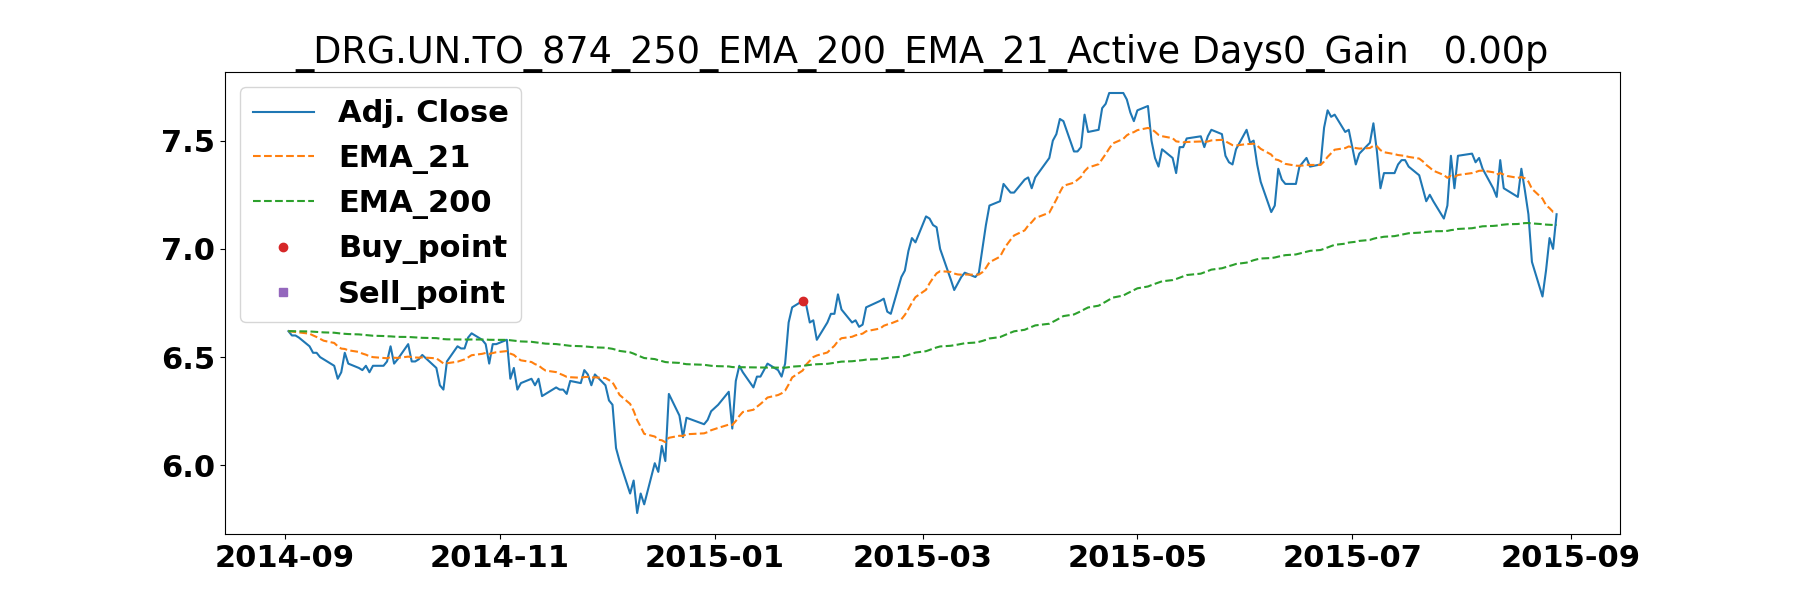 _DRG.UN.TO_874_250_EMA_200_EMA_21_Active Days0_Gain   0.00p
Adj. Close
EMA_21
EMA_200
Buy_point
Sell_point
7.5
7.0
6.5
6.0
2014-09 2014-11 2015-01 2015-03 2015-05 2015-07 2015-09